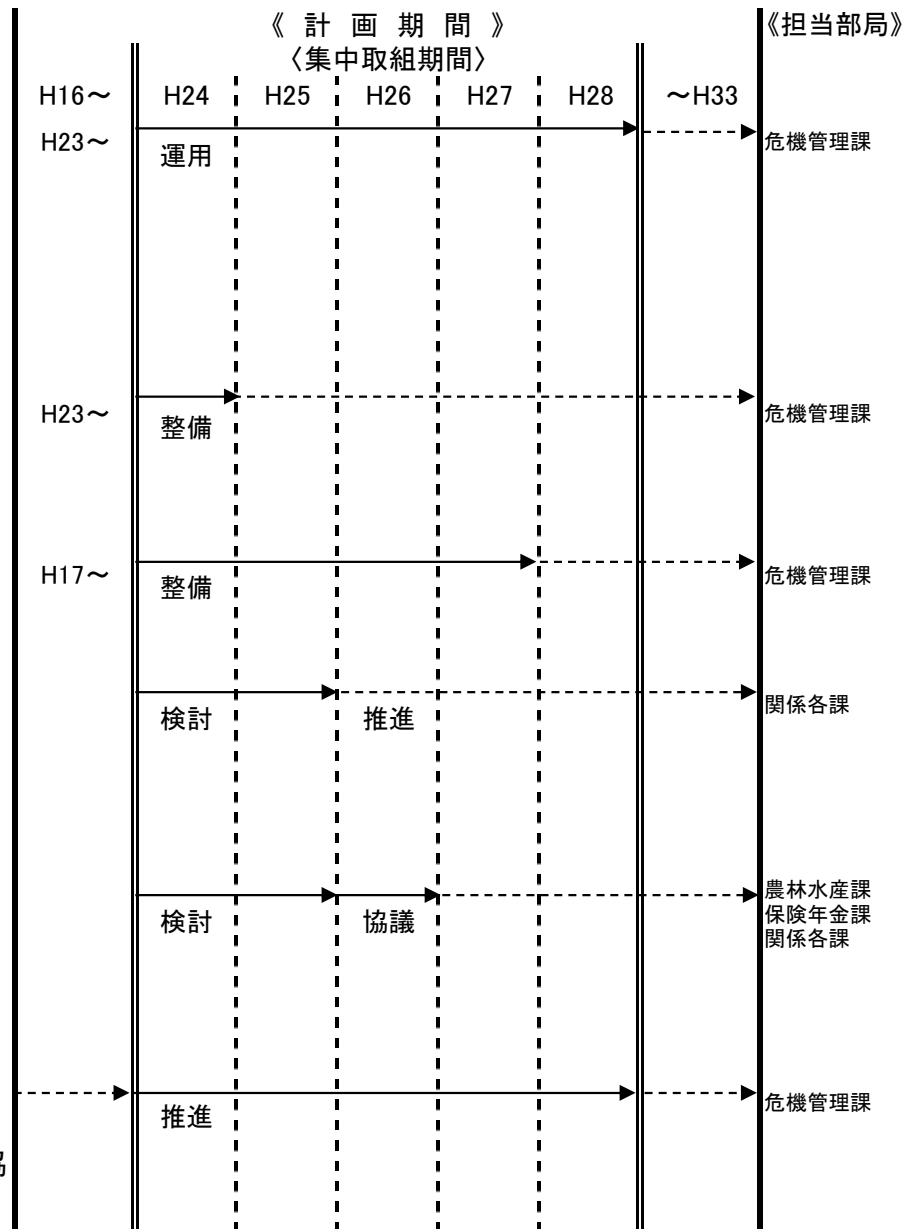 《 計 画 期 間 》
《担当部局》
〈集中取組期間〉
H16～ H24 H25 H26 H27 H28 ～H33
H23～ 危機管理課
運用
H23～ 危機管理課
整備
H17～ 危機管理課
整備
関係各課
検討 推進
農林水産課
検討 協議 保険年金課
関係各課
危機管理課
推進